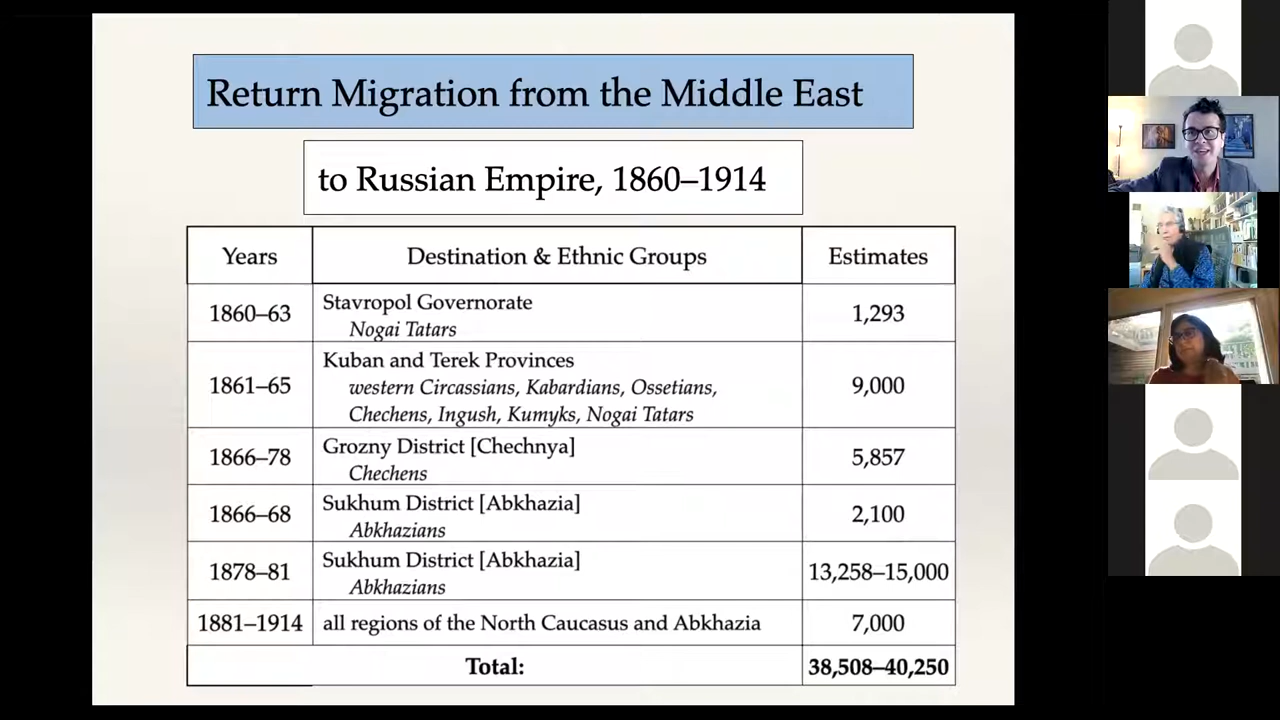 Return Migration from the Middle East
to Russian Empire, 1860–1914
Years Destination & Ethnic Groups Estimates
1860–63 Stavropol Governorate 1,293
Nogai Tatars
1861–65 Kuban and Terek Provinces 9,000
western Circassians, Kabardians, Ossetians,
Chechens, Ingush, Kumyks, Nogai Tatars
1866–78 Grozny District [Chechnya] 5,857
Chechens
1866–68 Sukhum District [Abkhazia] 2,100
Abkhazians
1878–81 Sukhum District [Abkhazia] 13,258–15,000
Abkhazians
1881–1914 all regions of the North Caucasus and Abkhazia 7,000
Total: 38,508–40,250